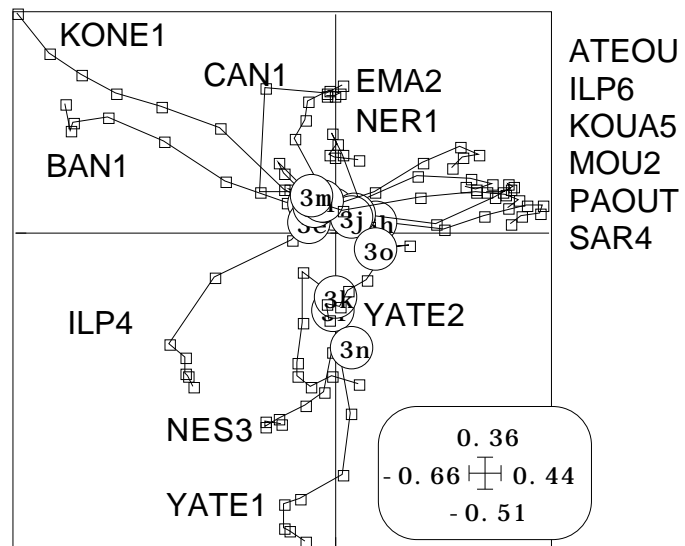 KONE1
CAN1
EMA2
NER1
BAN1
ATEOU
ILP6
KOUA5
MOU2
PAOUT
SAR4
3m
3j
3o
3k
3n
ILP4
YATE2
NES3
YATE1
0.36
-0.66 0.44
-0.51